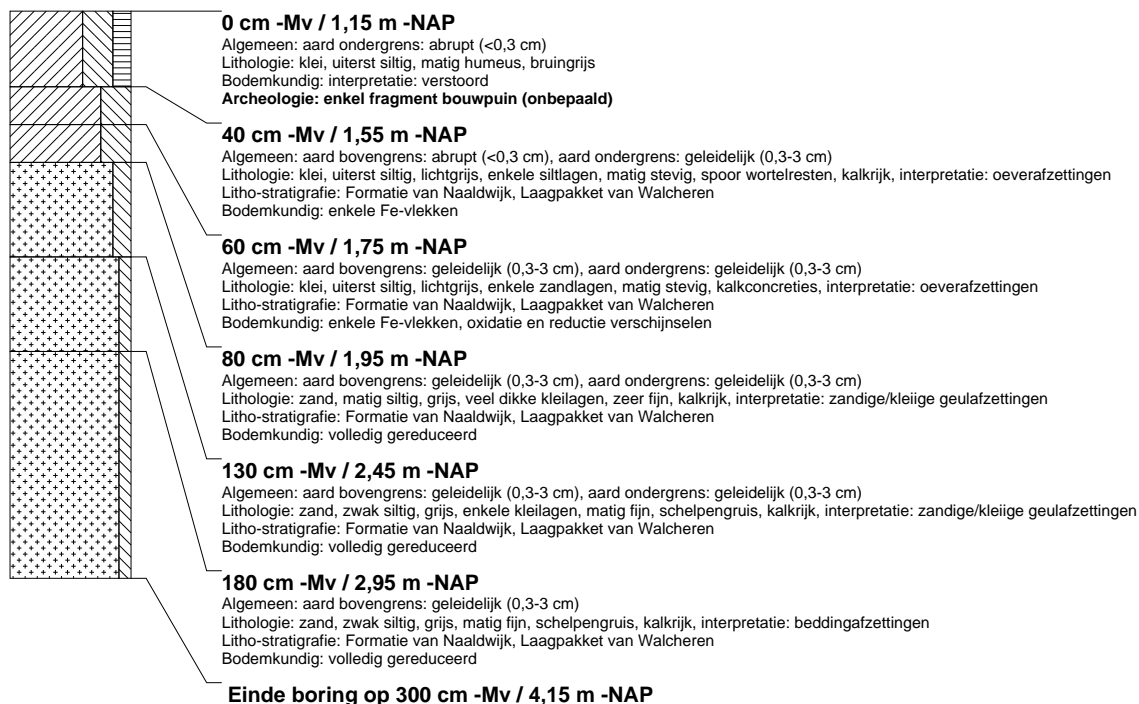 0 cm -Mv / 1,15 m -NAP
Algemeen: aard ondergrens: abrupt (<0,3 cm)
Lithologie: klei, uiterst siltig, matig humeus, bruingrijs
Bodemkundig: interpretatie: verstoord
Archeologie: enkel fragment bouwpuin (onbepaald)
40 cm -Mv / 1,55 m -NAP
Algemeen: aard bovengrens: abrupt (<0,3 cm), aard ondergrens: geleidelijk (0,3-3 cm)
Lithologie: klei, uiterst siltig, lichtgrijs, enkele siltlagen, matig stevig, spoor wortelresten, kalkrijk, interpretatie: oeverafzettingen
Litho-stratigrafie: Formatie van Naaldwijk, Laagpakket van Walcheren
Bodemkundig: enkele Fe-vlekken
60 cm -Mv / 1,75 m -NAP
Algemeen: aard bovengrens: geleidelijk (0,3-3 cm), aard ondergrens: geleidelijk (0,3-3 cm)
Lithologie: klei, uiterst siltig, lichtgrijs, enkele zandlagen, matig stevig, kalkconcreties, interpretatie: oeverafzettingen
Litho-stratigrafie: Formatie van Naaldwijk, Laagpakket van Walcheren
Bodemkundig: enkele Fe-vlekken, oxidatie en reductie verschijnselen
80 cm -Mv / 1,95 m -NAP
Algemeen: aard bovengrens: geleidelijk (0,3-3 cm), aard ondergrens: geleidelijk (0,3-3 cm)
Lithologie: zand, matig siltig, grijs, veel dikke kleilagen, zeer fijn, kalkrijk, interpretatie: zandige/kleiige geulafzettingen
Litho-stratigrafie: Formatie van Naaldwijk, Laagpakket van Walcheren
Bodemkundig: volledig gereduceerd
130 cm -Mv / 2,45 m -NAP
Algemeen: aard bovengrens: geleidelijk (0,3-3 cm), aard ondergrens: geleidelijk (0,3-3 cm)
Lithologie: zand, zwak siltig, grijs, enkele kleilagen, matig fijn, schelpengruis, kalkrijk, interpretatie: zandige/kleiige geulafzettingen
Litho-stratigrafie: Formatie van Naaldwijk, Laagpakket van Walcheren
Bodemkundig: volledig gereduceerd
180 cm -Mv / 2,95 m -NAP
Algemeen: aard bovengrens: geleidelijk (0,3-3 cm)
Lithologie: zand, zwak siltig, grijs, matig fijn, schelpengruis, kalkrijk, interpretatie: beddingafzettingen
Litho-stratigrafie: Formatie van Naaldwijk, Laagpakket van Walcheren
Bodemkundig: volledig gereduceerd
Einde boring op 300 cm -Mv / 4,15 m -NAP